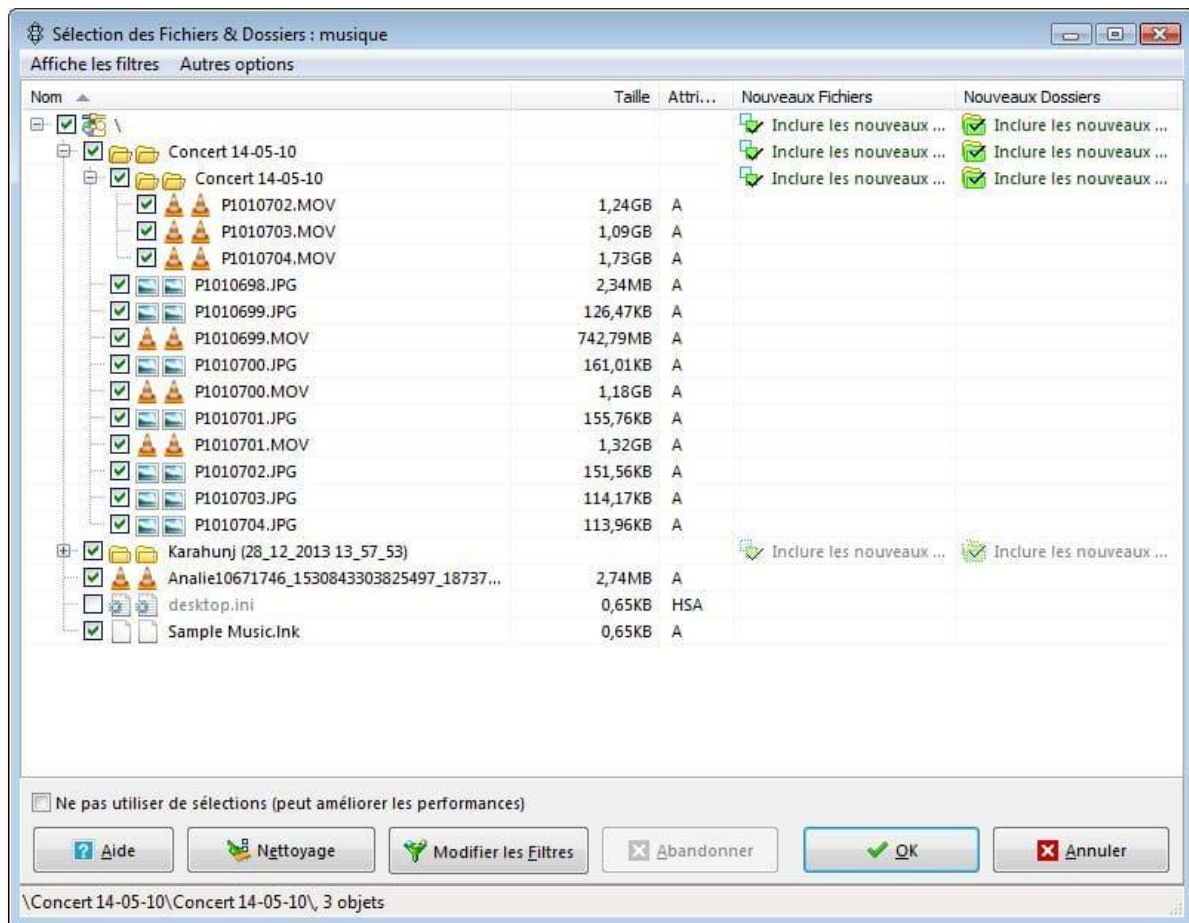 Sélection des Fichiers & Dossiers : musique
Affiche les filtres Autres options
Nom Taille Attri... Nouveaux Fichiers Nouveaux Dossiers
\ Inclure les nouveaux ... Inclure les nouveaux ...
Concert 14-05-10 Inclure les nouveaux ... Inclure les nouveaux ...
Concert 14-05-10 Inclure les nouveaux ... Inclure les nouveaux ...
P1010702.MOV 1,24GB A
P1010703.MOV 1,09GB A
P1010704.MOV 1,73GB A
P1010698.JPG 2,34MB A
P1010699.JPG 126,47KB A
P1010699.MOV 742,79MB A
P1010700.JPG 161,01KB A
P1010700.MOV 1,18GB A
P1010701.JPG 155,76KB A
P1010701.MOV 1,32GB A
P1010702.JPG 151,56KB A
P1010703.JPG 114,17KB A
P1010704.JPG 113,96KB A
Karahunj (28_12_2013 13_57_53) Inclure les nouveaux ... Inclure les nouveaux ...
Analie10671746_1530843303825497_18737... 2,74MB A
desktop.ini 0,65KB HSA
Sample Music.lnk 0,65KB A
Ne pas utiliser de sélections (peut améliorer les performances)
Aide Nettoyage Modifier les Filtres Abandonner OK Annuler
\Concert 14-05-10\Concert 14-05-10\, 3 objets